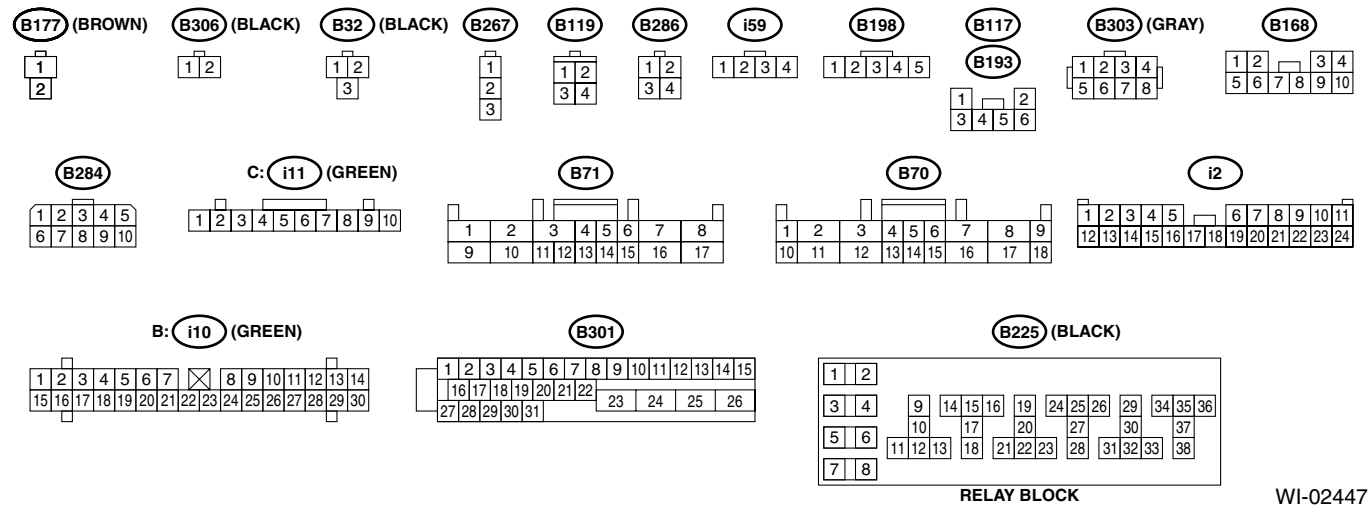 B177 (BROWN) B306 (BLACK) B32 (BLACK) B267 B119 B286 i59 B198 B117 B303 (GRAY) B168
B193
1
2
1 2
1 2
3
1
2
3
1 2
3 4
1 2
3 4
1 2 3 4
1 2 3 4 5
1 2
3 4 5 6
1 2 3 4
5 6 7 8
1 2 3 4
5 6 7 8 9 10
B284 C: i11 (GREEN) B71 B70 i2
1 2 3 4 5
6 7 8 9 10
1 2 3 4 5 6 7 8 9 10
1 2 3 4 5 6 7 8
9 10 11 12 13 14 15 16 17
1 2 3 4 5 6 7 8 9
10 11 12 13 14 15 16 17 18
1 2 3 4 5 6 7 8 9 10 11
12 13 14 15 16 17 18 19 20 21 22 23 24
B: i10 (GREEN) B301 B225 (BLACK)
1 2 3 4 5 6 7 8 9 10 11 12 13 14
15 16 17 18 19 20 21 22 23 24 25 26 27 28 29 30
1 2 3 4 5 6 7 8 9 10 11 12 13 14 15
16 17 18 19 20 21 22 23 24 25 26
27 28 29 30 31
1 2
3 4 9 14 15 16 19 24 25 26 29 34 35 36
10 17 20 27 30 37
5 6 11 12 13 18 21 22 23 28 31 32 33 38
7 8
RELAY BLOCK
WI-02447